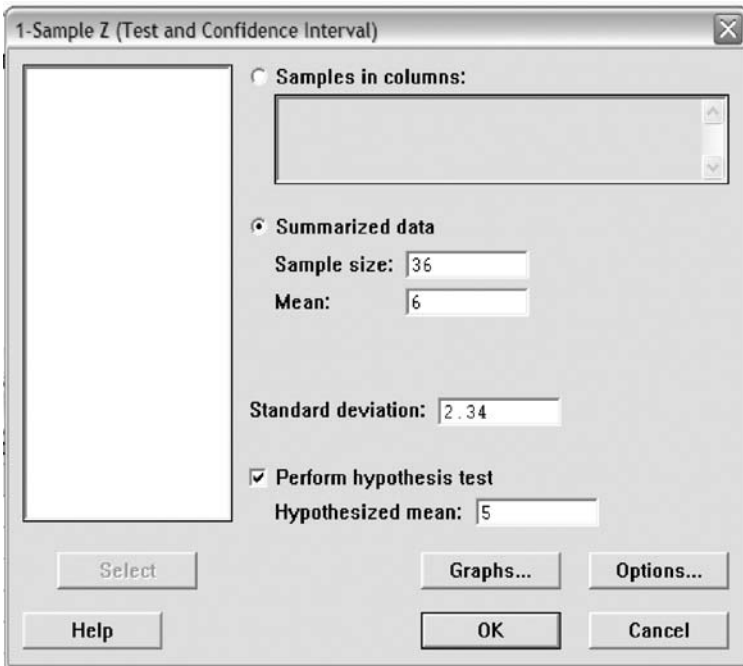 1-Sample Z (Test and Confidence Interval)
Samples in columns:
Summarized data
Sample size: 36
Mean: 6
Standard deviation: 2.34
Perform hypothesis test
Hypothesized mean: 5
Select Graphs... Options...
Help OK Cancel